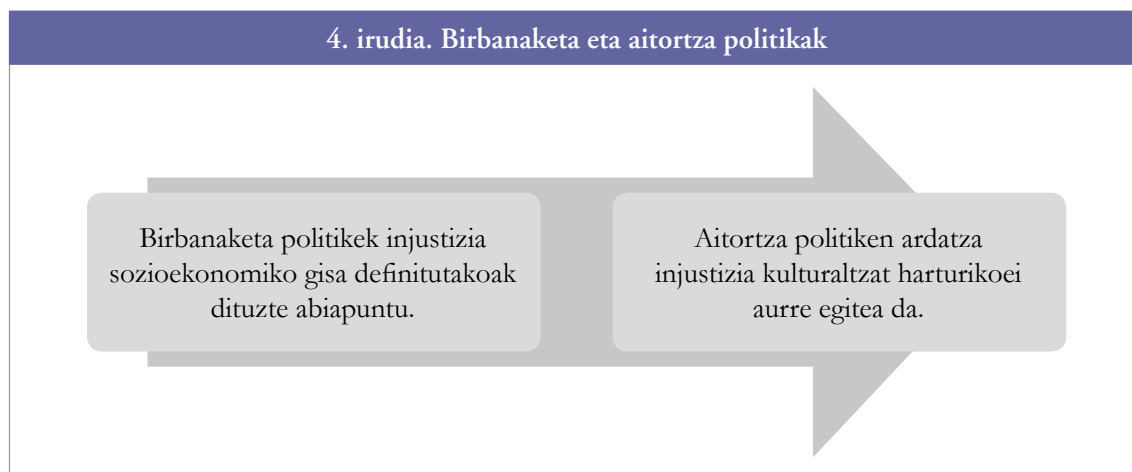 4. irudia. Birbanaketa eta aitortza politikak
Birbanaketa politikek injustizia
sozioekonomiko gisa definitutakoak
dituzte abiapuntu.
Aitortza politiken ardatza
injustizia kulturaltzat harturikoei
aurre egitea da.